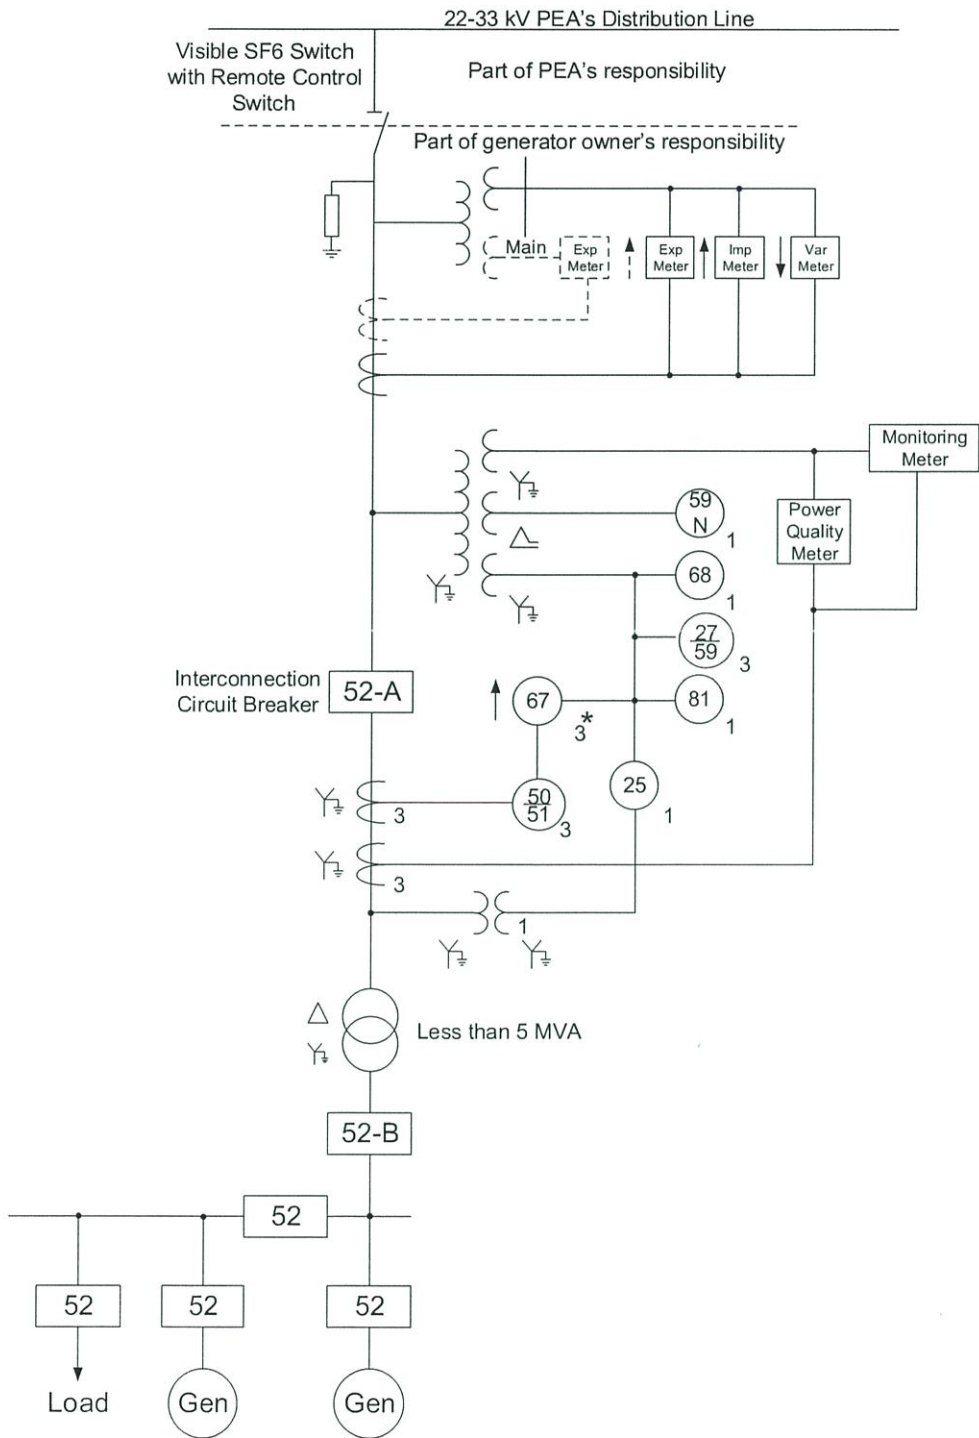 22-33 kV PEA's Distribution Line
Visible SF6 Switch
with Remote Control
Switch
Part of PEA's responsibility
Part of generator owner's responsibility
Main
Exp
Meter
Exp
Meter
Imp
Meter
Var
Meter
Monitoring
Meter
Power
Quality
Meter
59
N
1
68
1
27
59
3
Interconnection
Circuit Breaker
52-A
67
3*
81
1
50
51
3
25
1
3
3
1
Less than 5 MVA
52-B
52
52
52
52
Load
Gen
Gen